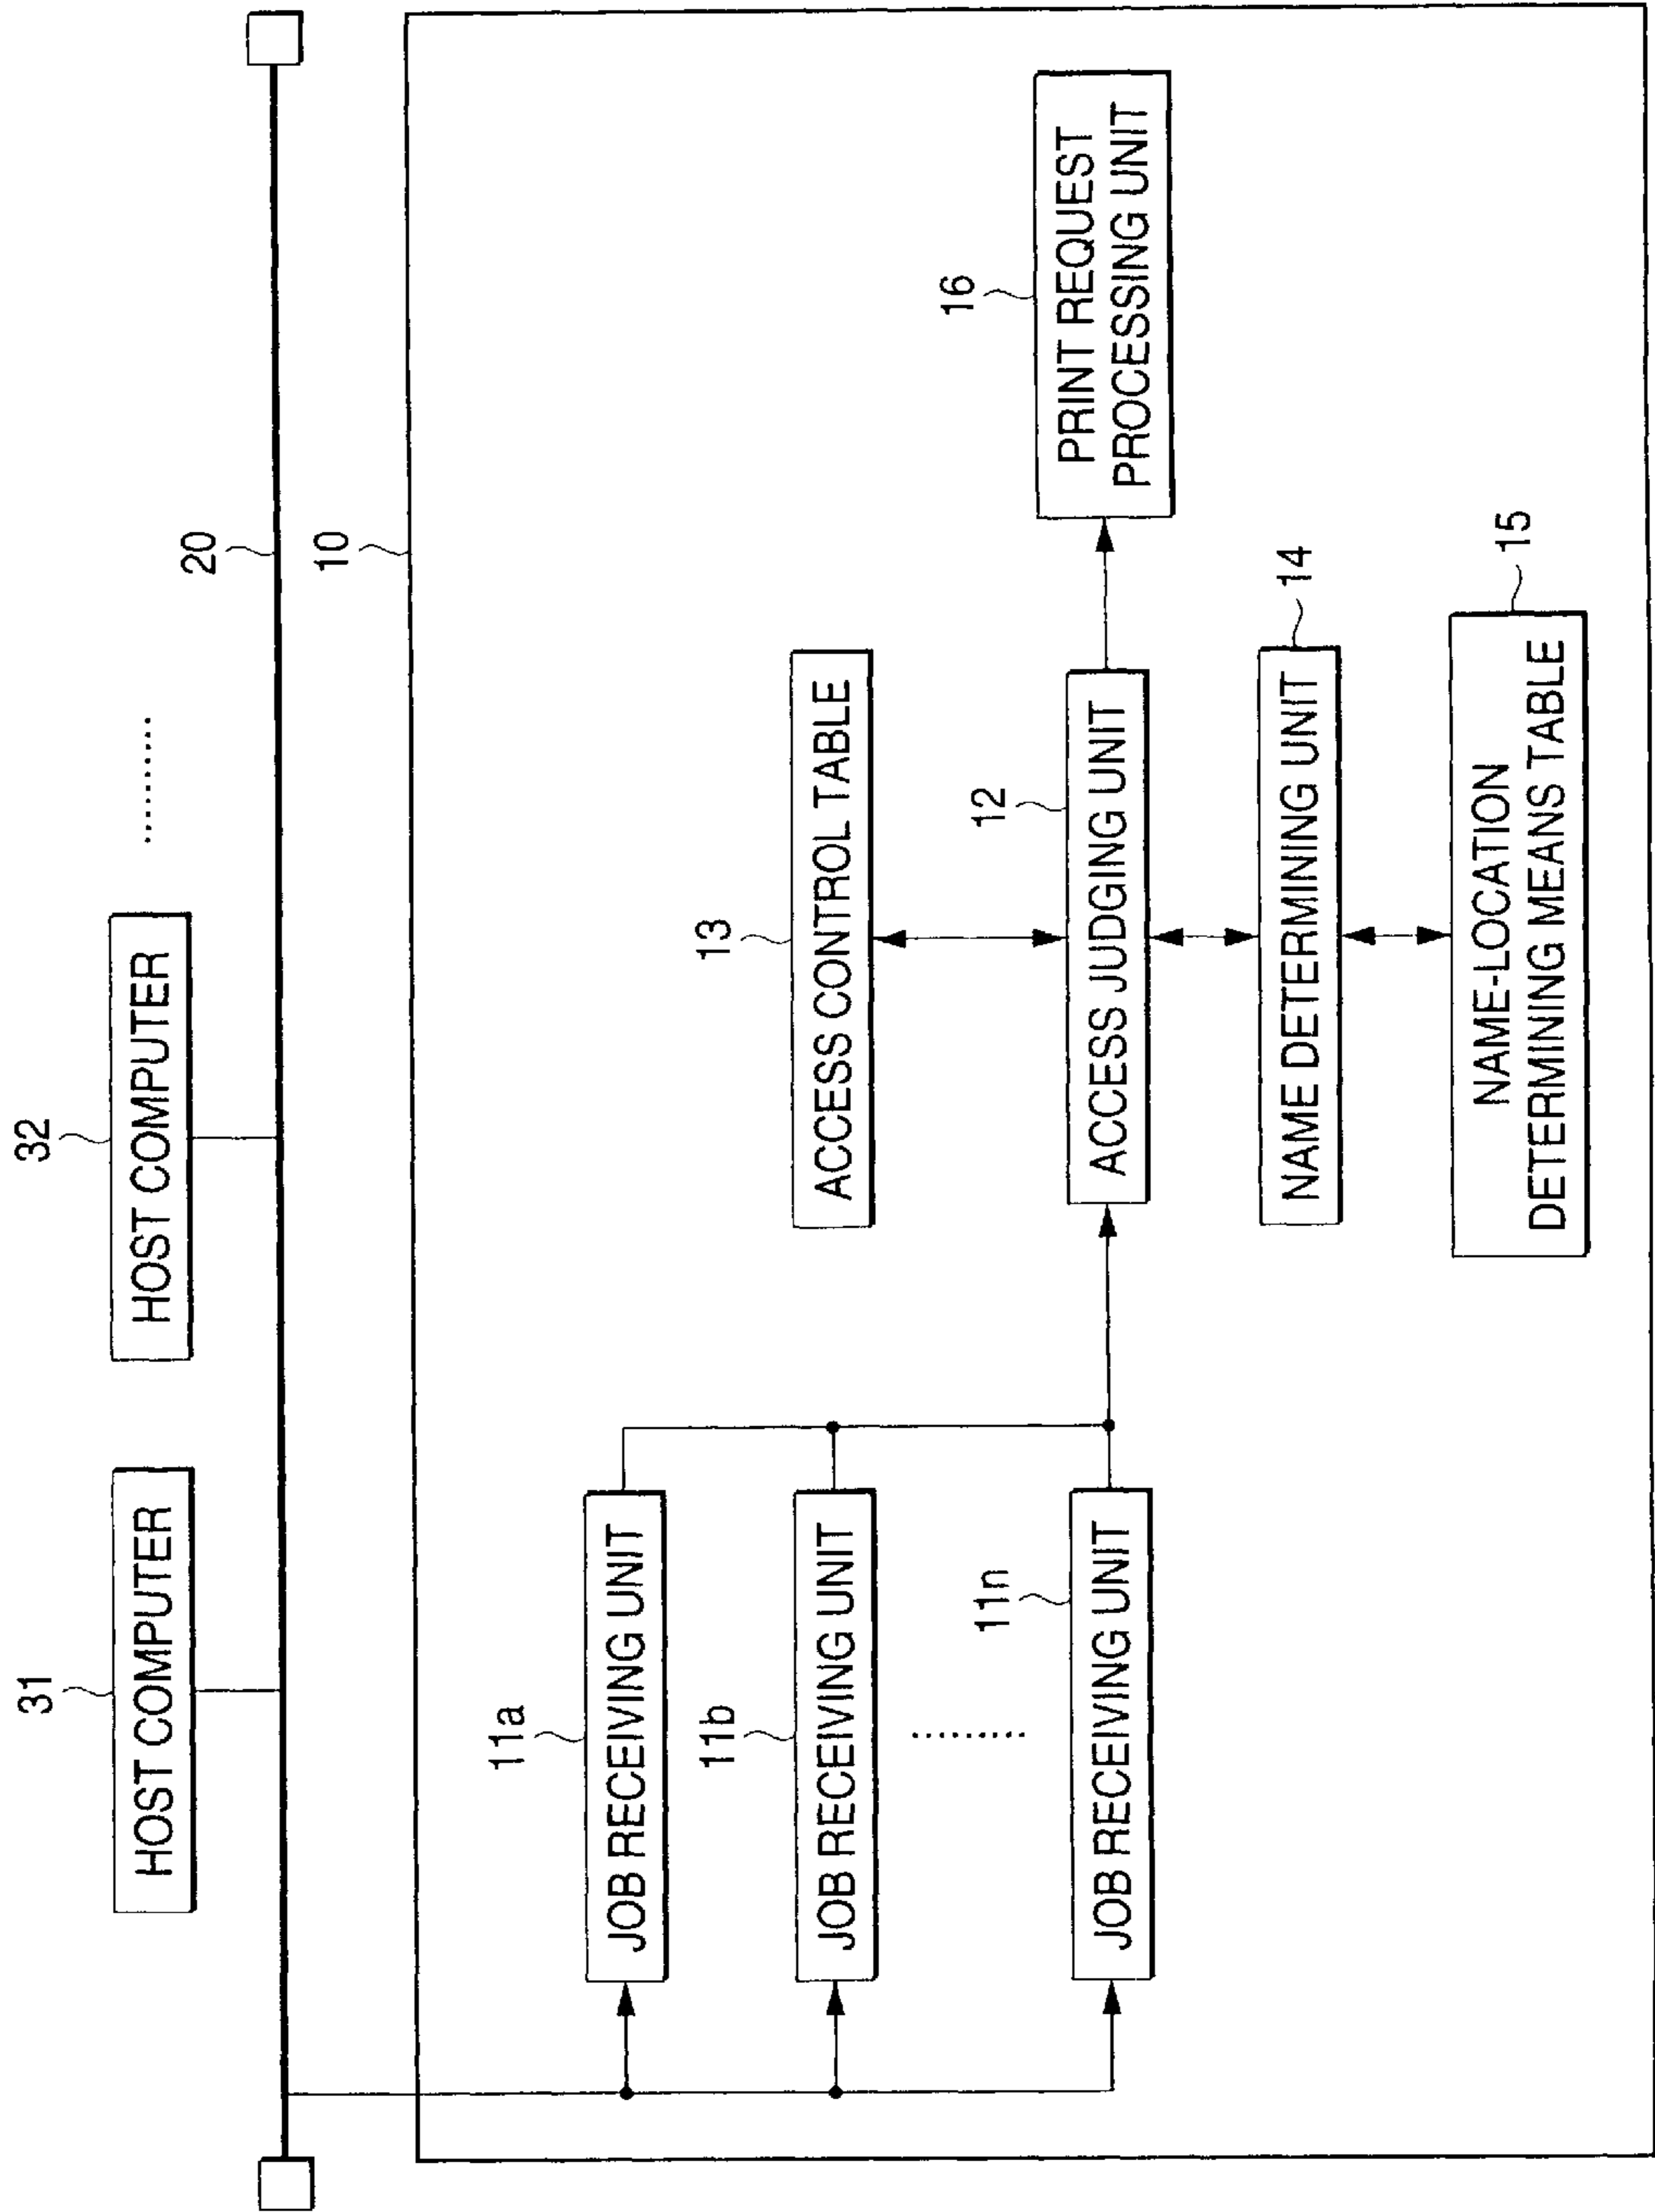 31
HOST COMPUTER
32
HOST COMPUTER
.........
20
10
11a
JOB RECEIVING UNIT
11b
JOB RECEIVING UNIT
........
11n
JOB RECEIVING UNIT
13
ACCESS CONTROL TABLE
12
ACCESS JUDGING UNIT
NAME DETERMINING UNIT
14
NAME-LOCATION
DETERMINING MEANS TABLE
15
16
PRINT REQUEST
PROCESSING UNIT